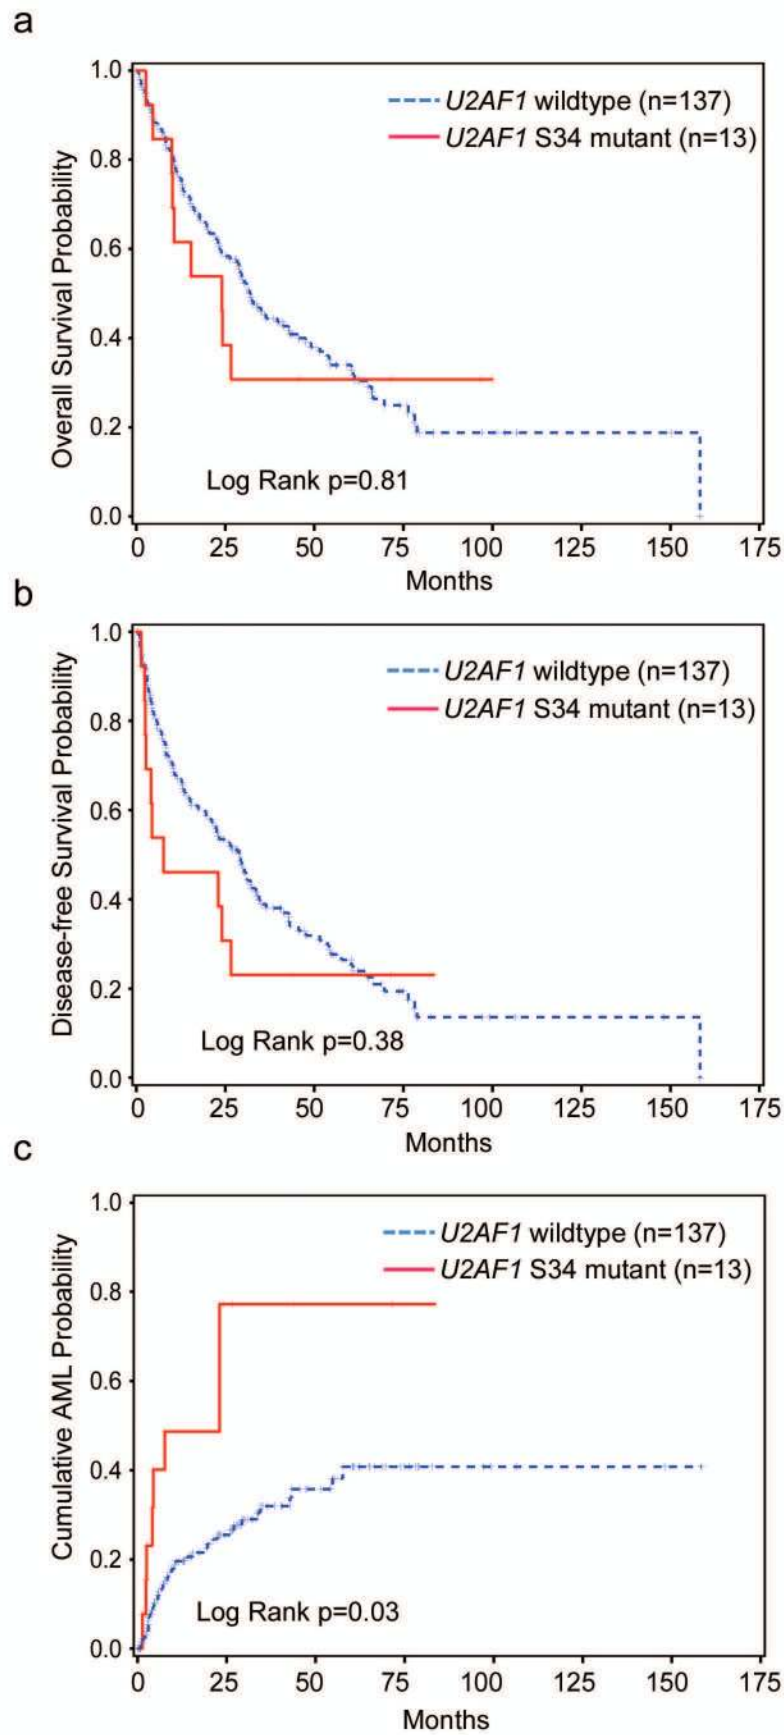 a
Overall Survival Probability
1.0
0.8
0.6
0.4
0.2
0.0
U2AF1 wildtype (n=137)
U2AF1 S34 mutant (n=13)
Log Rank p=0.81
0 25 50 75 100 125 150 175
Months
b
Disease-free Survival Probability
1.0
0.8
0.6
0.4
0.2
0.0
U2AF1 wildtype (n=137)
U2AF1 S34 mutant (n=13)
Log Rank p=0.38
0 25 50 75 100 125 150 175
Months
c
Cumulative AML Probability
1.0
0.8
0.6
0.4
0.2
0.0
U2AF1 wildtype (n=137)
U2AF1 S34 mutant (n=13)
Log Rank p=0.03
0 25 50 75 100 125 150 175
Months